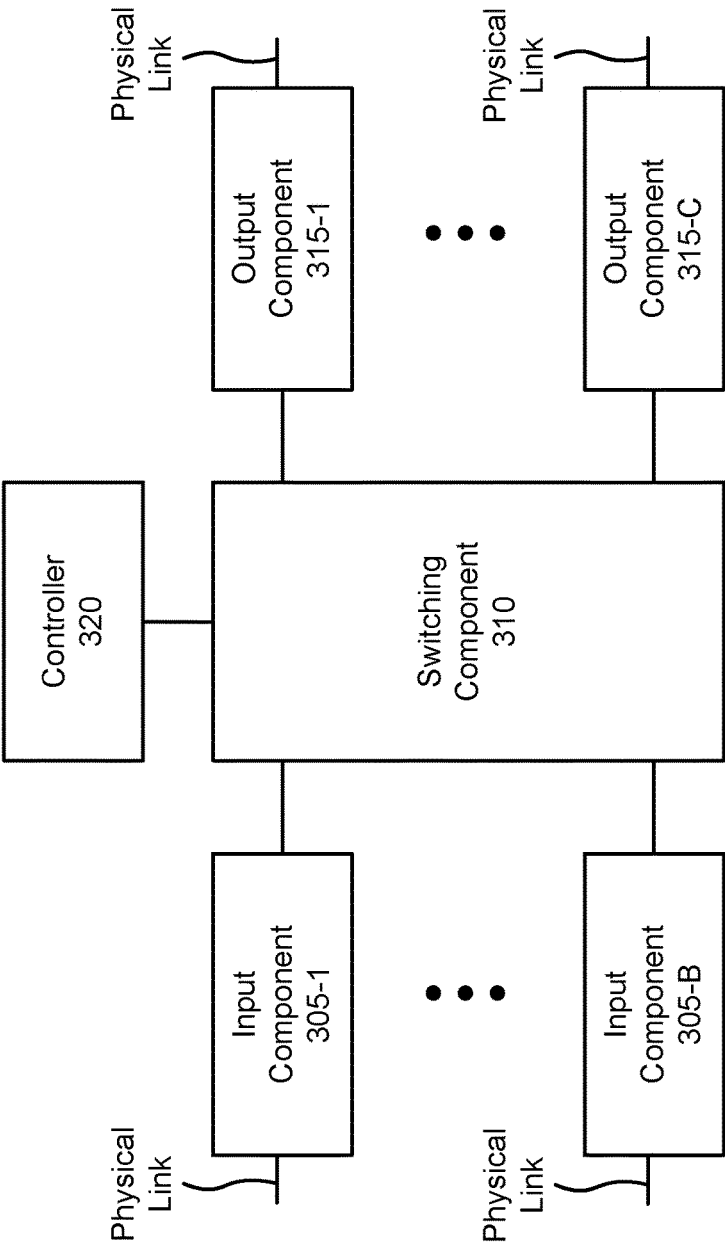 Controller
320
Physical
Link
Input
Component
305-1
Switching
Component
310
Output
Component
315-1
Physical
Link
Physical
Link
Input
Component
305-B
Output
Component
315-C
Physical
Link